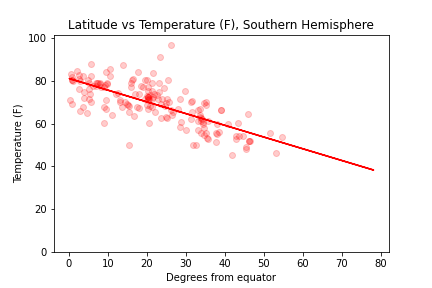 Latitude vs Temperature (F), Southern Hemisphere
100
80
60
40
20
0
Temperature (F)
0 10 20 30 40 50 60 70 80
Degrees from equator